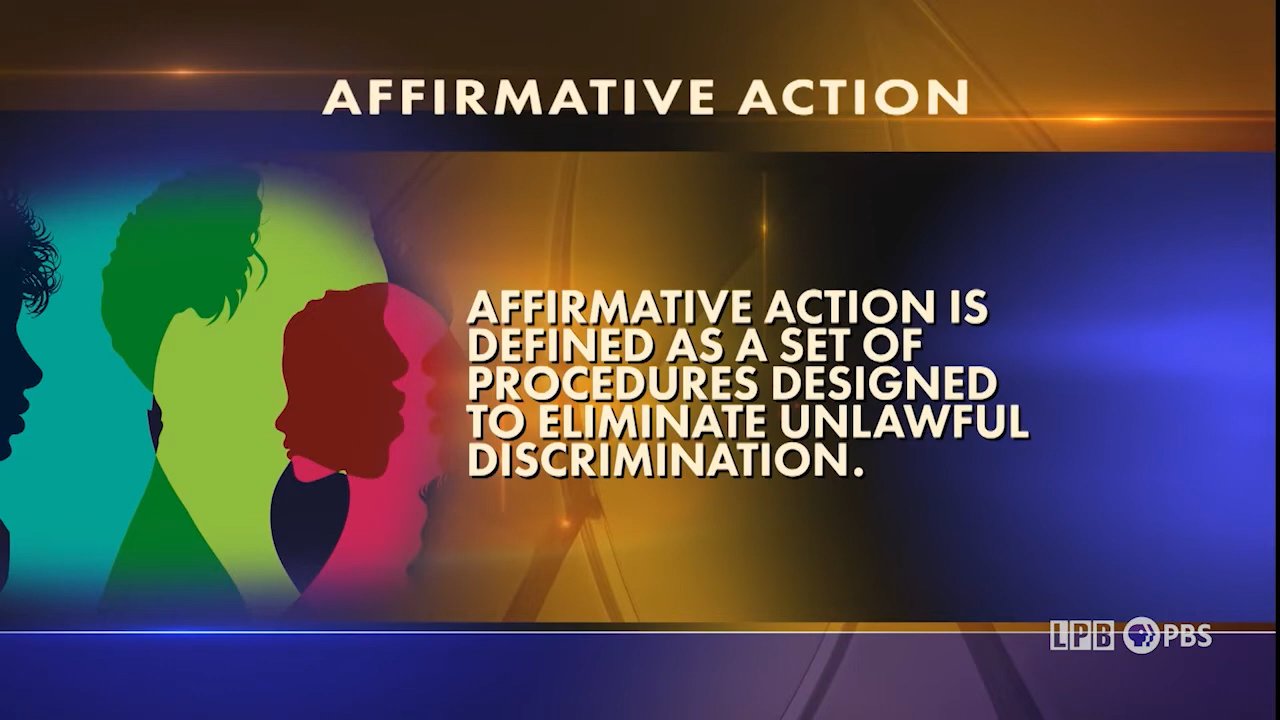 AFFIRMATIVE ACTION
AFFIRMATIVE ACTION IS
DEFINED AS A SET OF
PROCEDURES DESIGNED
TO ELIMINATE UNLAWFUL
DISCRIMINATION.
LPB PBS